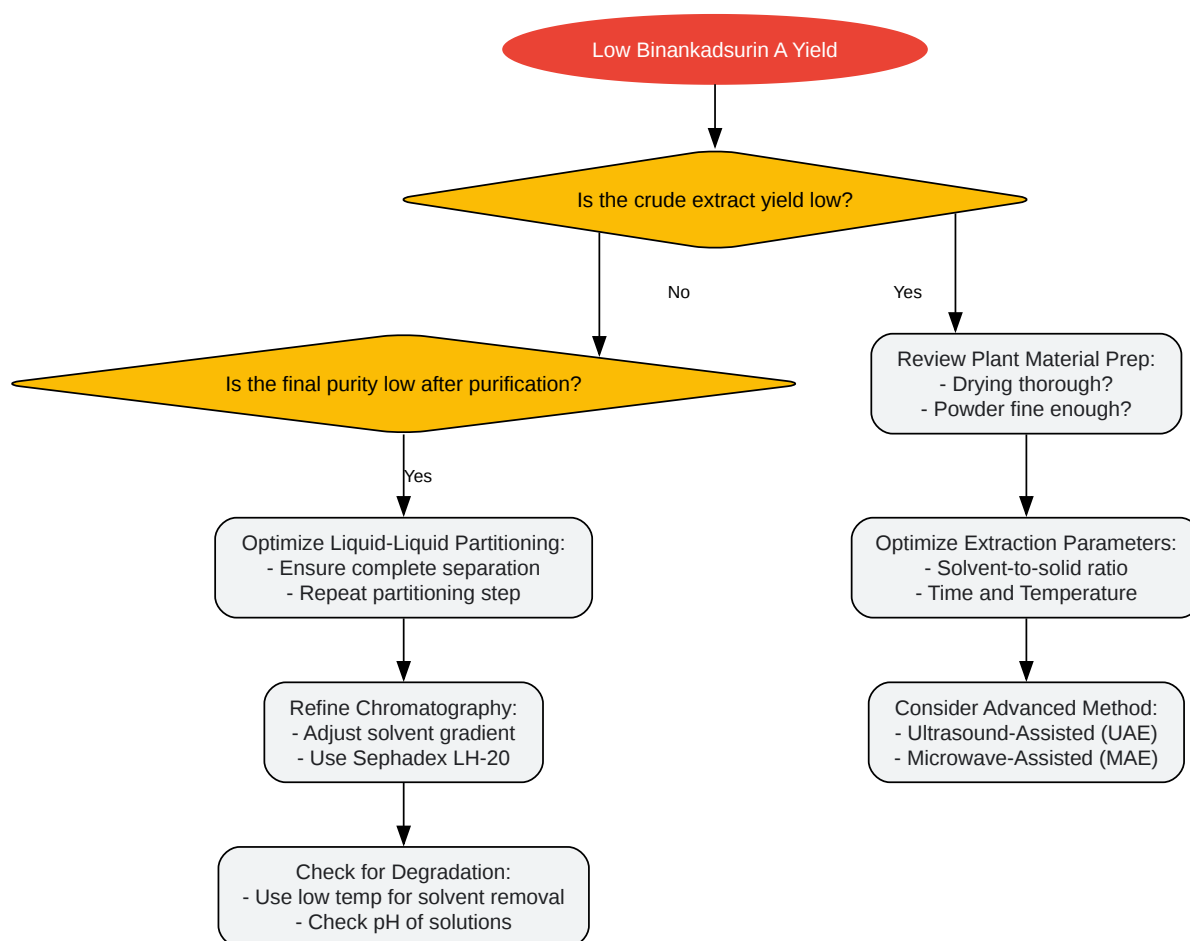 Low Binankadsurin A Yield
Is the crude extract yield low?
No
Yes
Is the final purity low after purification?
Review Plant Material Prep:
- Drying thorough?
- Powder fine enough?
Yes
Optimize Liquid-Liquid Partitioning:
- Ensure complete separation
- Repeat partitioning step
Optimize Extraction Parameters:
- Solvent-to-solid ratio
- Time and Temperature
Refine Chromatography:
- Adjust solvent gradient
- Use Sephadex LH-20
Consider Advanced Method:
- Ultrasound-Assisted (UAE)
- Microwave-Assisted (MAE)
Check for Degradation:
- Use low temp for solvent removal
- Check pH of solutions